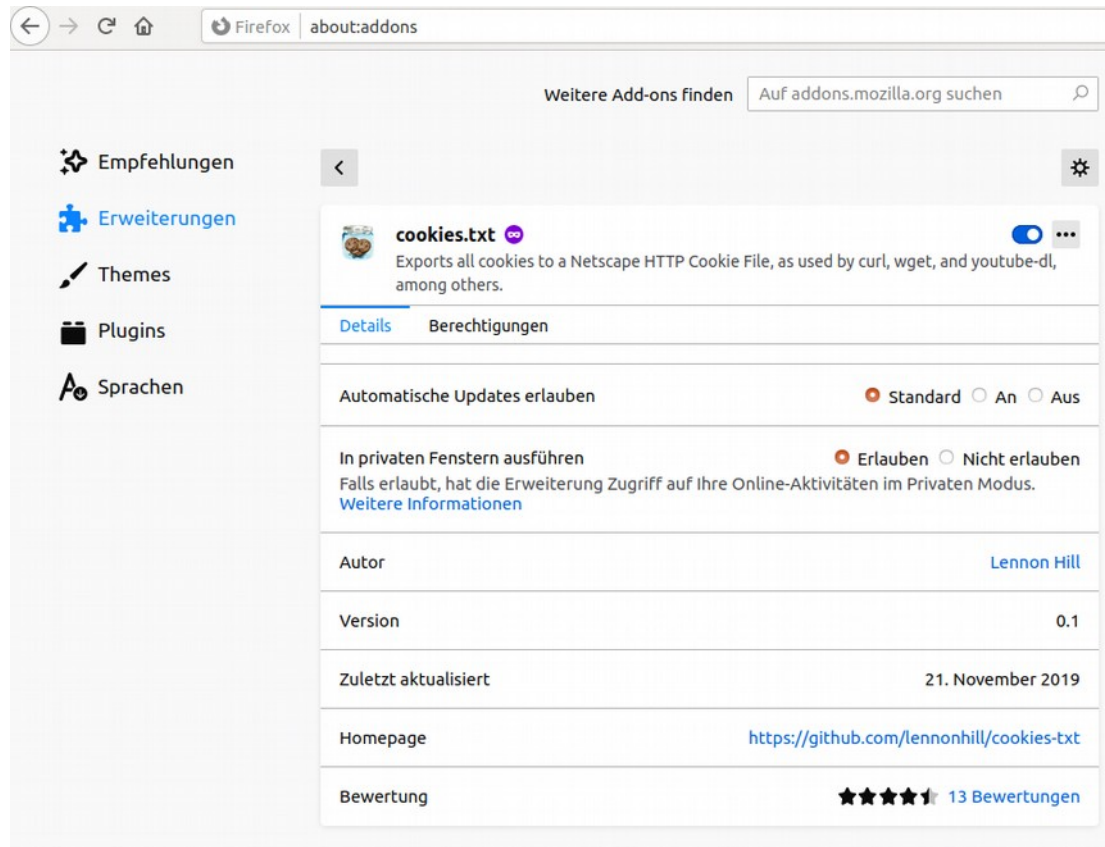 Firefox about:addons
Weitere Add-ons finden Auf addons.mozilla.org suchen
Empfehlungen
Erweiterungen
Themes
Plugins
Sprachen
cookies.txt
Exports all cookies to a Netscape HTTP Cookie File, as used by curl, wget, and youtube-dl,
among others.
Details Berechtigungen
Automatische Updates erlauben Standard An Aus
In privaten Fenstern ausführen Erlauben Nicht erlauben
Falls erlaubt, hat die Erweiterung Zugriff auf Ihre Online-Aktivitäten im Privaten Modus.
Weitere Informationen
Autor Lennon Hill
Version 0.1
Zuletzt aktualisiert 21. November 2019
Homepage https://github.com/lennonhill/cookies-txt
Bewertung 13 Bewertungen